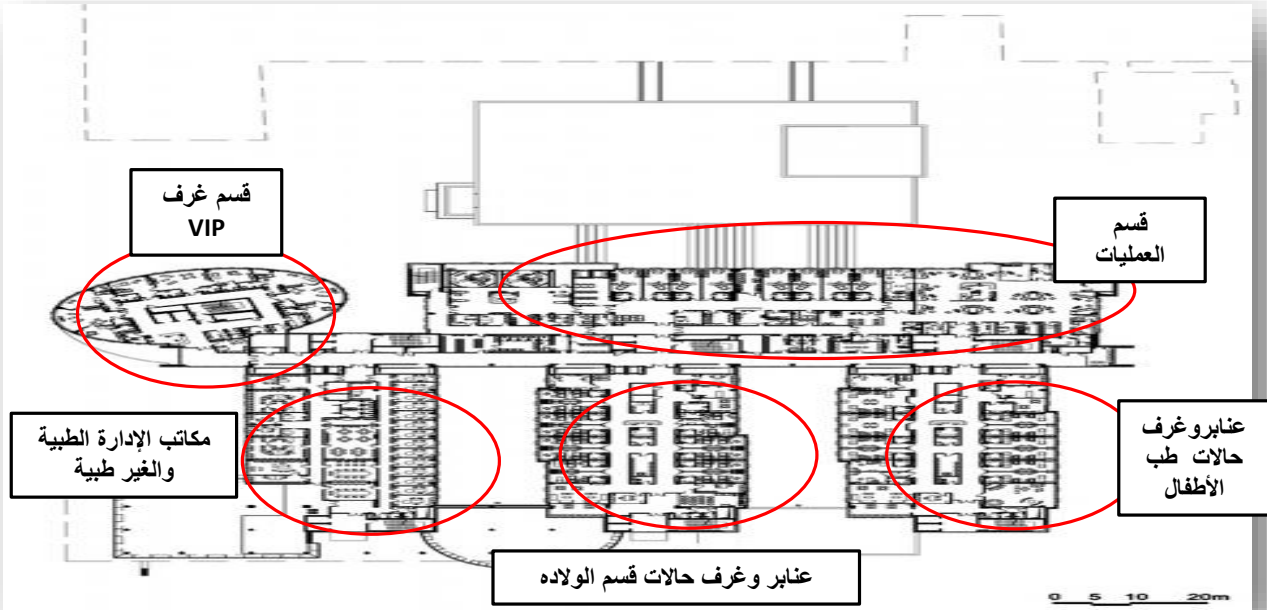 قسم غرف
VIP
قسم
العمليات
مكاتب الإدارة الطبية
والغير طبية
عنابروغرف
حالات طب
الأطفال
عنابر وغرف حالات قسم الولاده
0 5 10 20m